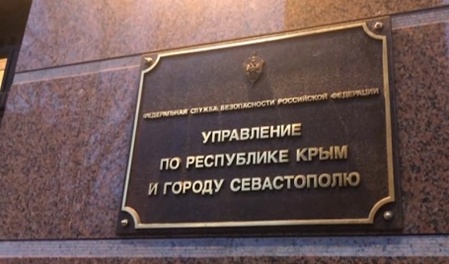 ФЕДЕРАЛЬНАЯ СЛУЖБА БЕЗОПАСНОСТИ РОССИЙСКОЙ ФЕДЕРАЦИИ
УПРАВЛЕНИЕ
ПО РЕСПУБЛИКЕ КРЫМ
И ГОРОДУ СЕВАСТОПОЛЮ